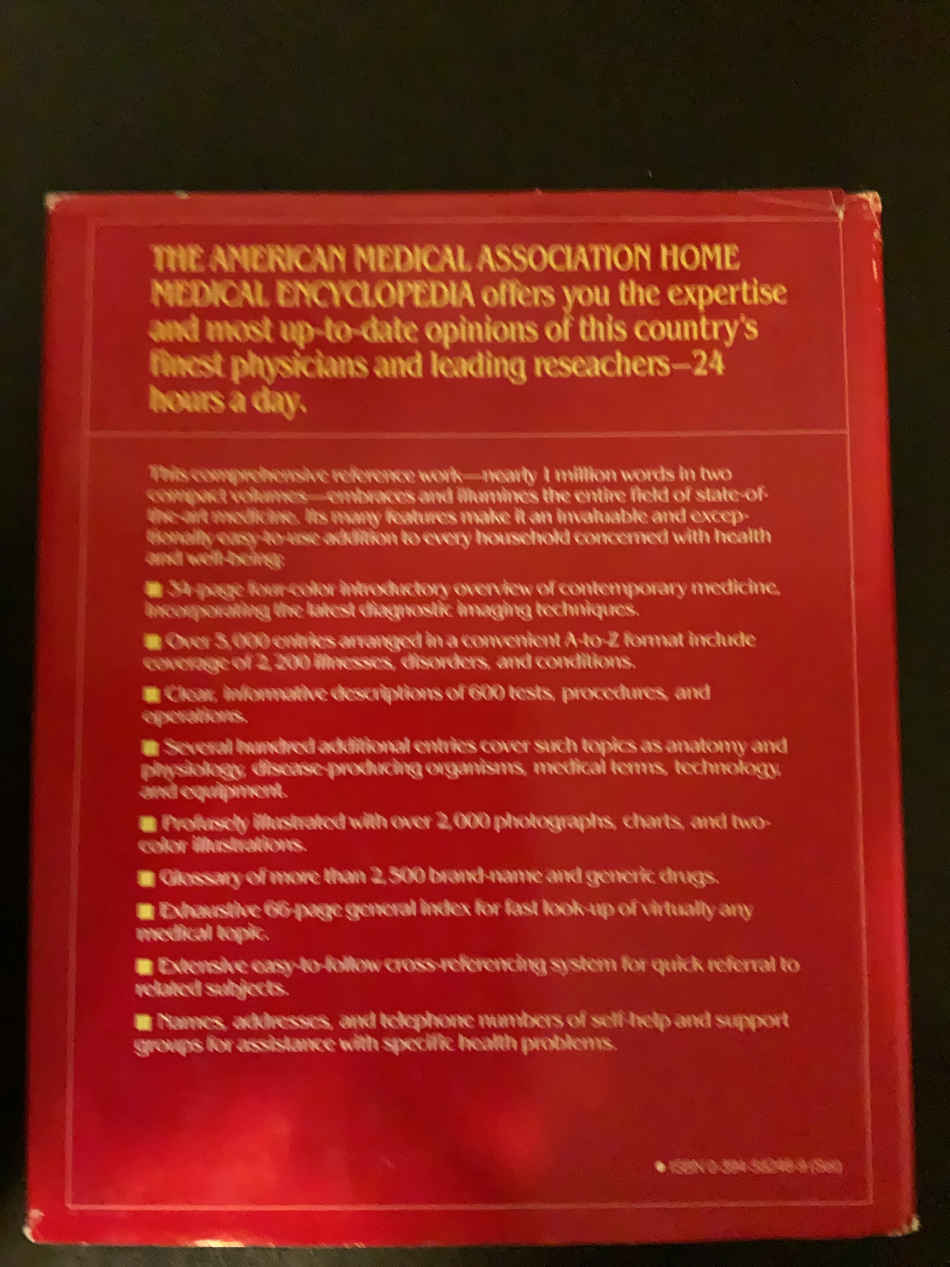 THE AMERICAN MEDICAL ASSOCIATION HOME
MEDICAL ENCYCLOPEDIA offers you the expertise
and most up-to-date opinions of this country's
finest physicians and leading reseachers—24
hours a day.
This comprehensive reference work—nearly 1 million words in two
compact volumes—embraces and illumines the entire field of state-of-
the-art medicine. Its many features make it an invaluable and excep-
tionally easy-to-use addition to every household concerned with health
and well-being:
■ 34-page four-color introductory overview of contemporary medicine,
incorporating the latest diagnostic imaging techniques.
■ Over 5,000 entries arranged in a convenient A-to-Z format include
coverage of 2,200 illnesses, disorders, and conditions.
■ Clear, informative descriptions of 600 tests, procedures, and
operations.
■ Several hundred additional entries cover such topics as anatomy and
physiology, disease-producing organisms, medical terms, technology,
and equipment.
■ Profusely illustrated with over 2,000 photographs, charts, and two-
color illustrations.
■ Glossary of more than 2,500 brand-name and generic drugs.
■ Exhaustive 66-page general index for fast look-up of virtually any
medical topic.
■ Extensive easy-to-follow cross-referencing system for quick referral to
related subjects.
■ Names, addresses, and telephone numbers of self-help and support
groups for assistance with specific health problems.
ISBN (Set)